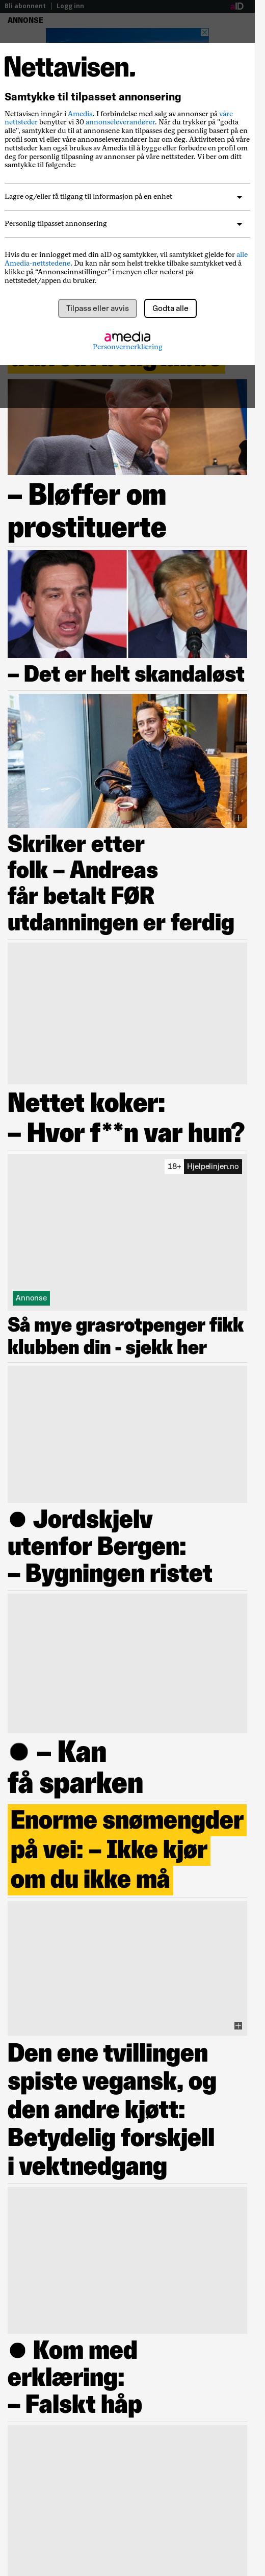 Bli abonnent | Logg inn
aID
ANNONSE
Nettavisen.
Samtykke til tilpasset annonsering
Nettavisen inngår i Amedia. I forbindelse med salg av annonser på våre
nettsteder benytter vi 30 annonseleverandører. Når du trykker på "godta
alle", samtykker du til at annonsene kan tilpasses deg personlig basert på en
profil som vi eller våre annonseleverandører har om deg. Aktiviteten på våre
nettsteder kan også brukes av Amedia til å bygge eller forbedre en profil om
deg for personlig tilpasning av annonser på våre nettsteder. Vi ber om ditt
samtykke til følgende:
Lagre og/eller få tilgang til informasjon på en enhet
Personlig tilpasset annonsering
Hvis du er innlogget med din aID og samtykker, vil samtykket gjelde for alle
Amedia-nettstedene. Du kan når som helst trekke tilbake samtykket ved å
klikke på “Annonseinnstillinger” i menyen eller nederst på
nettstedet/appen du bruker.
Tilpass eller avvis
Godta alle
amedia
Personvernerklæring
– Bløffer om
prostituerte
– Det er helt skandaløst
Skriker etter
folk – Andreas
får betalt FØR
utdanningen er ferdig
Nettet koker:
– Hvor f**n var hun?
18+ Hjelpelinjen.no
Annonse
Så mye grasrotpenger fikk
klubben din - sjekk her
● Jordskjelv
utenfor Bergen:
– Bygningen ristet
● – Kan
få sparken
Enorme snømengder
på vei: – Ikke kjør
om du ikke må
Den ene tvillingen
spiste vegansk, og
den andre kjøtt:
Betydelig forskjell
i vektnedgang
● Kom med
erklæring:
– Falskt håp